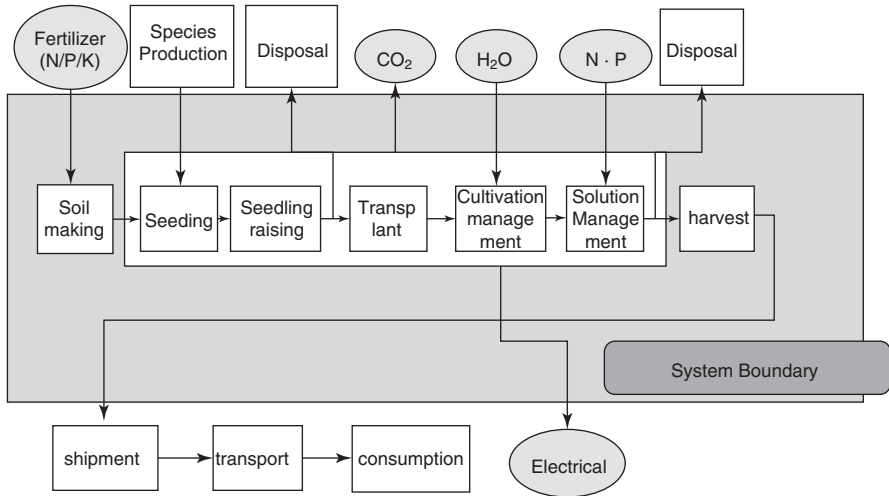 Fertilizer
(N/P/K)
Species
Production
Disposal
CO₂
H₂O
N · P
Disposal
Soil
making
Seeding
Seedling
raising
Transp
lant
Cultivation
manage
ment
Solution
Manage
ment
harvest
System Boundary
shipment
transport
consumption
Electrical